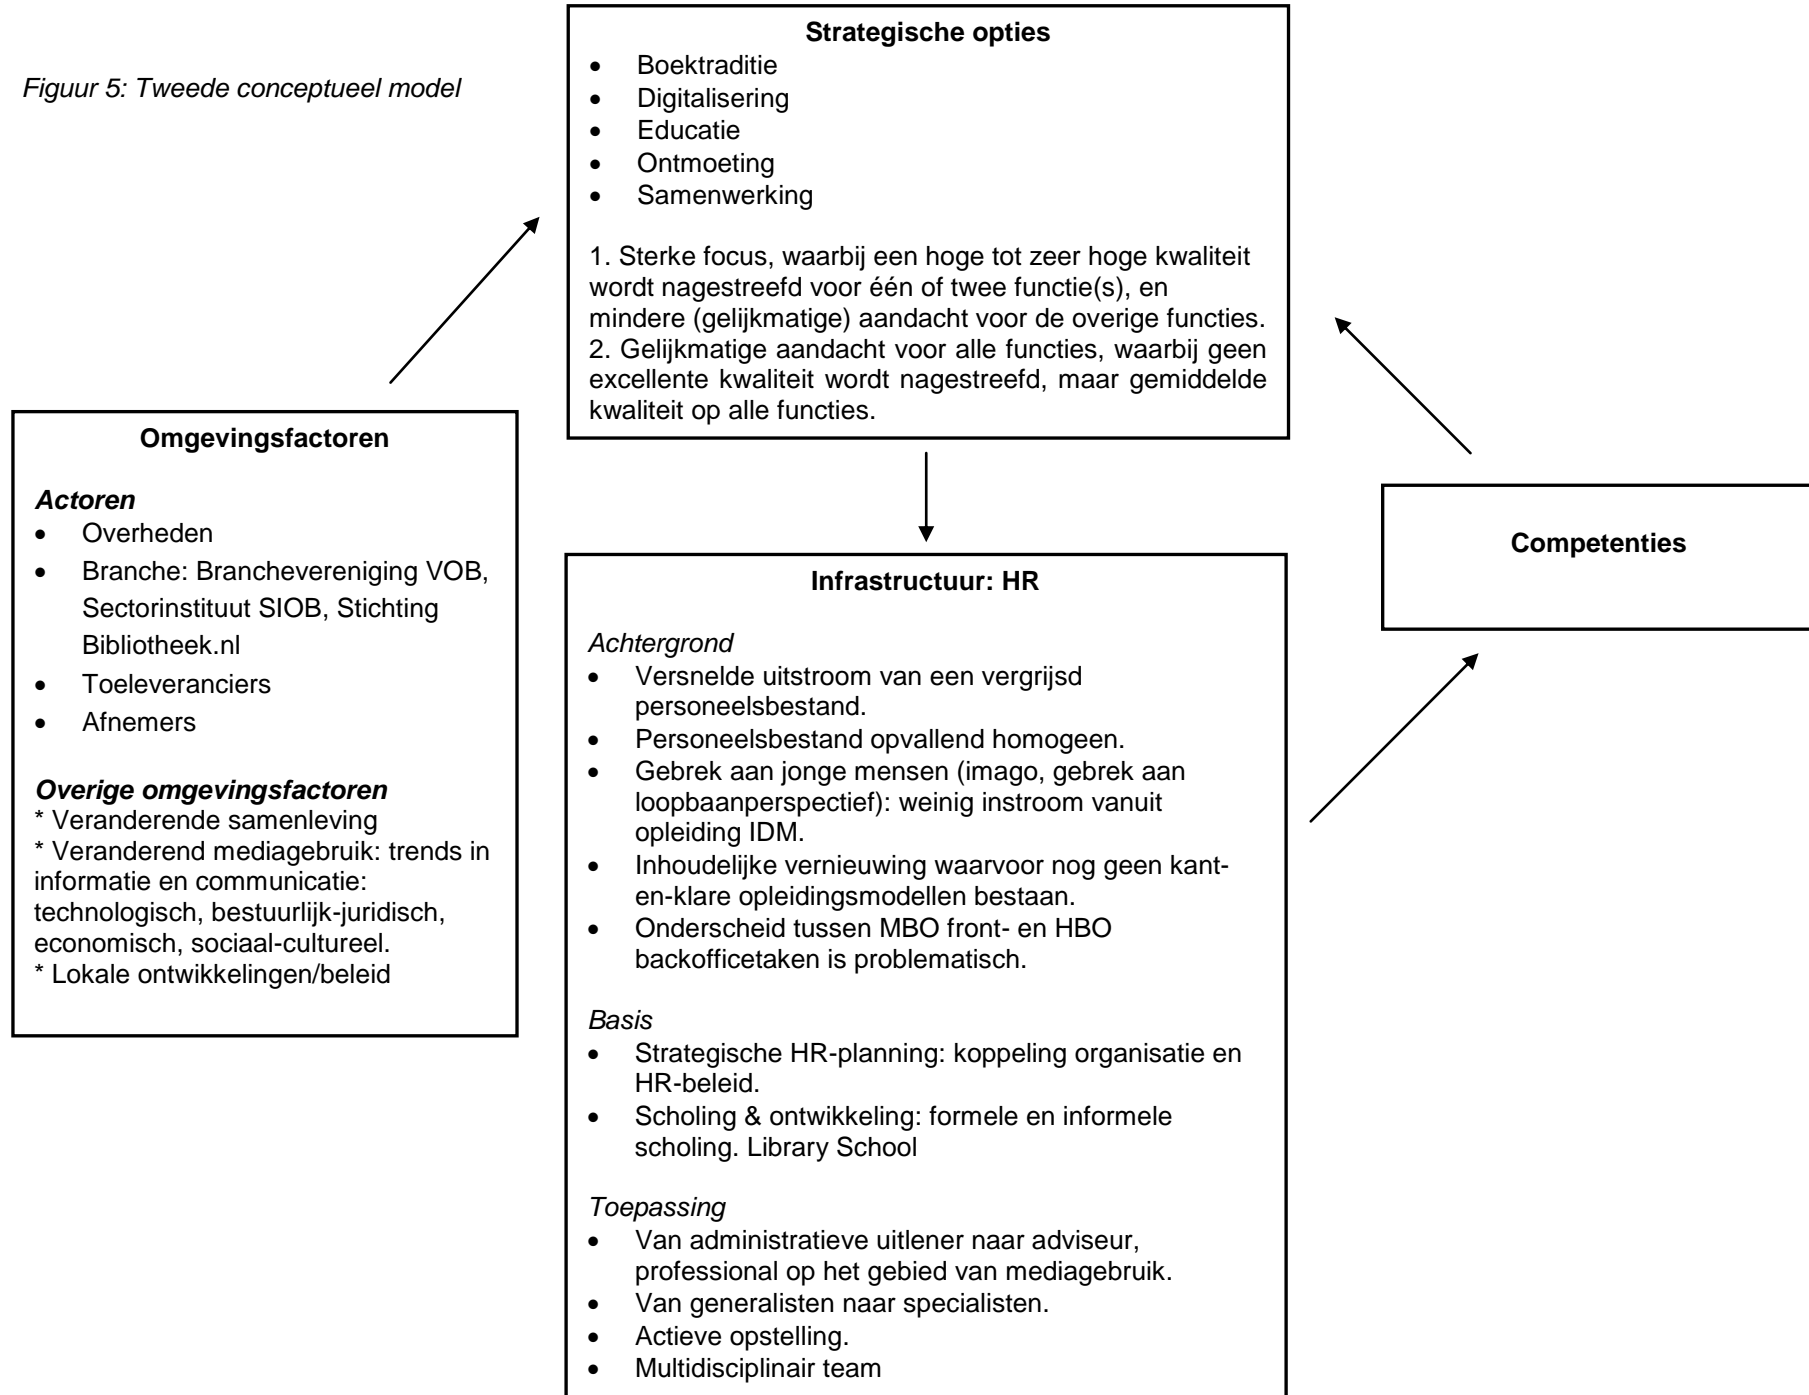 Figuur 5: Tweede conceptueel model
Strategische opties
• Boektraditie
• Digitalisering
• Educatie
• Ontmoeting
• Samenwerking
1. Sterke focus, waarbij een hoge tot zeer hoge kwaliteit
wordt nagestreefd voor één of twee functie(s), en
mindere (gelijkmatige) aandacht voor de overige functies.
2. Gelijkmatige aandacht voor alle functies, waarbij geen
excellente kwaliteit wordt nagestreefd, maar gemiddelde
kwaliteit op alle functies.
Omgevingsfactoren
Actoren
• Overheden
• Branche: Branchevereniging VOB,
Sectorinstituut SIOB, Stichting
Bibliotheek.nl
• Toeleveranciers
• Afnemers
Overige omgevingsfactoren
* Veranderende samenleving
* Veranderend mediagebruik: trends in
informatie en communicatie:
technologisch, bestuurlijk-juridisch,
economisch, sociaal-cultureel.
* Lokale ontwikkelingen/beleid
Infrastructuur: HR
Achtergrond
• Versnelde uitstroom van een vergrijsd
personeelsbestand.
• Personeelsbestand opvallend homogeen.
• Gebrek aan jonge mensen (imago, gebrek aan
loopbaanperspectief): weinig instroom vanuit
opleiding IDM.
• Inhoudelijke vernieuwing waarvoor nog geen kant-
en-klare opleidingsmodellen bestaan.
• Onderscheid tussen MBO front- en HBO
backofficetaken is problematisch.
Basis
• Strategische HR-planning: koppeling organisatie en
HR-beleid.
• Scholing & ontwikkeling: formele en informele
scholing. Library School
Toepassing
• Van administratieve uitlener naar adviseur,
professional op het gebied van mediagebruik.
• Van generalisten naar specialisten.
• Actieve opstelling.
• Multidisciplinair team
Competenties